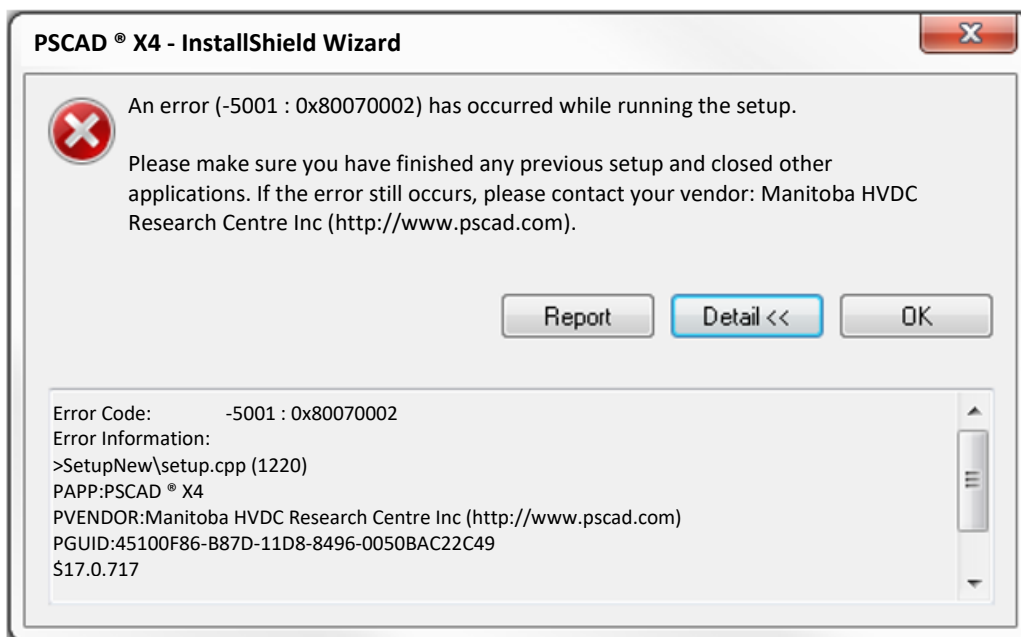 PSCAD ® X4 - InstallShield Wizard
An error (-5001 : 0x80070002) has occurred while running the setup.
Please make sure you have finished any previous setup and closed other
applications. If the error still occurs, please contact your vendor: Manitoba HVDC
Research Centre Inc (http://www.pscad.com).
Report Detail << OK
Error Code: -5001 : 0x80070002
Error Information:
>SetupNew\setup.cpp (1220)
PAPP:PSCAD ® X4
PVENDOR:Manitoba HVDC Research Centre Inc (http://www.pscad.com)
PGUID:45100F86-B87D-11D8-8496-0050BAC22C49
$17.0.717